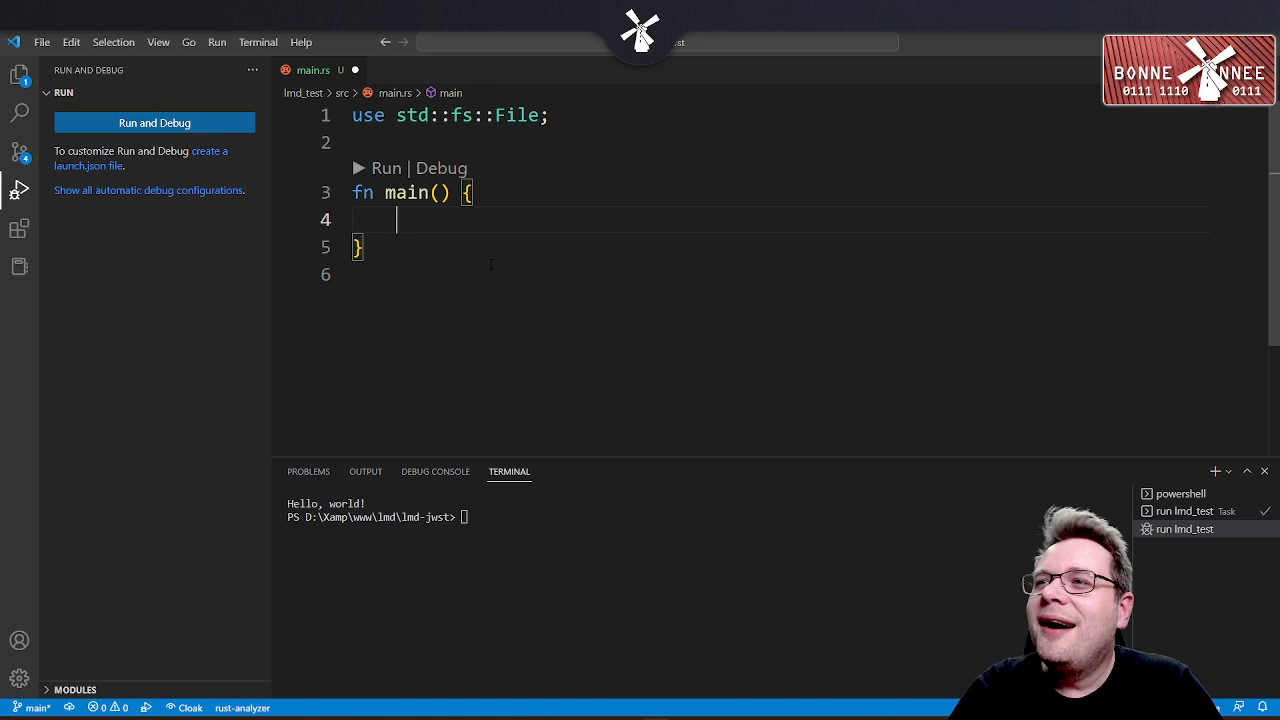 File Edit Selection View Go Run Terminal Help
st
BONNE NNEE
0111 1110 0111
RUN AND DEBUG
main.rs U
RUN
lmd_test > src > main.rs > main
Run and Debug
To customize Run and Debug create a
launch.json file.
Show all automatic debug configurations.
1 use std::fs::File;
2
Run | Debug
3 fn main() {
4
5 }
6
PROBLEMS OUTPUT DEBUG CONSOLE TERMINAL
Hello, world!
PS D:\Xamp\www\lmd\lmd-jwst>
powershell
run lmd_test Task
run lmd_test
MODULES
main* 0 0 Cloak rust-analyzer
1
4